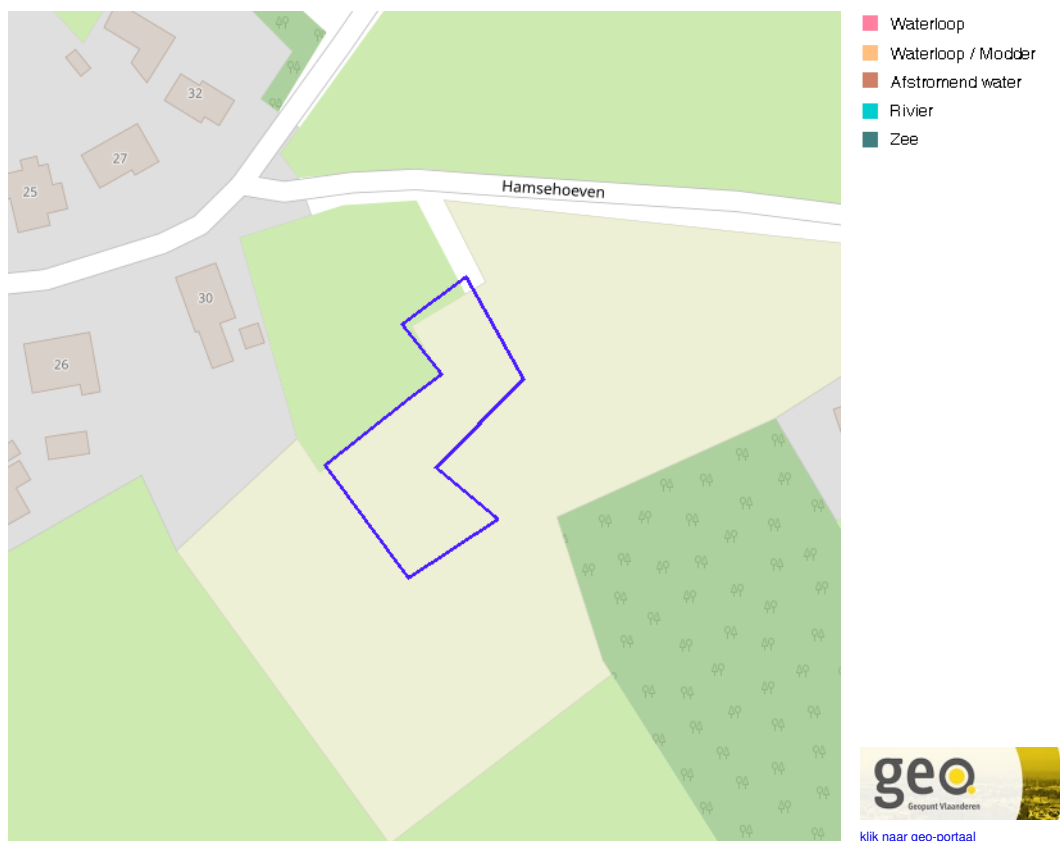 32
27
25
Hamsehoeven
30
26
Waterloop
Waterloop / Modder
Afstromend water
Rivier
Zee
geo.
Geopunt Vlaanderen
klik naar geo-portaal